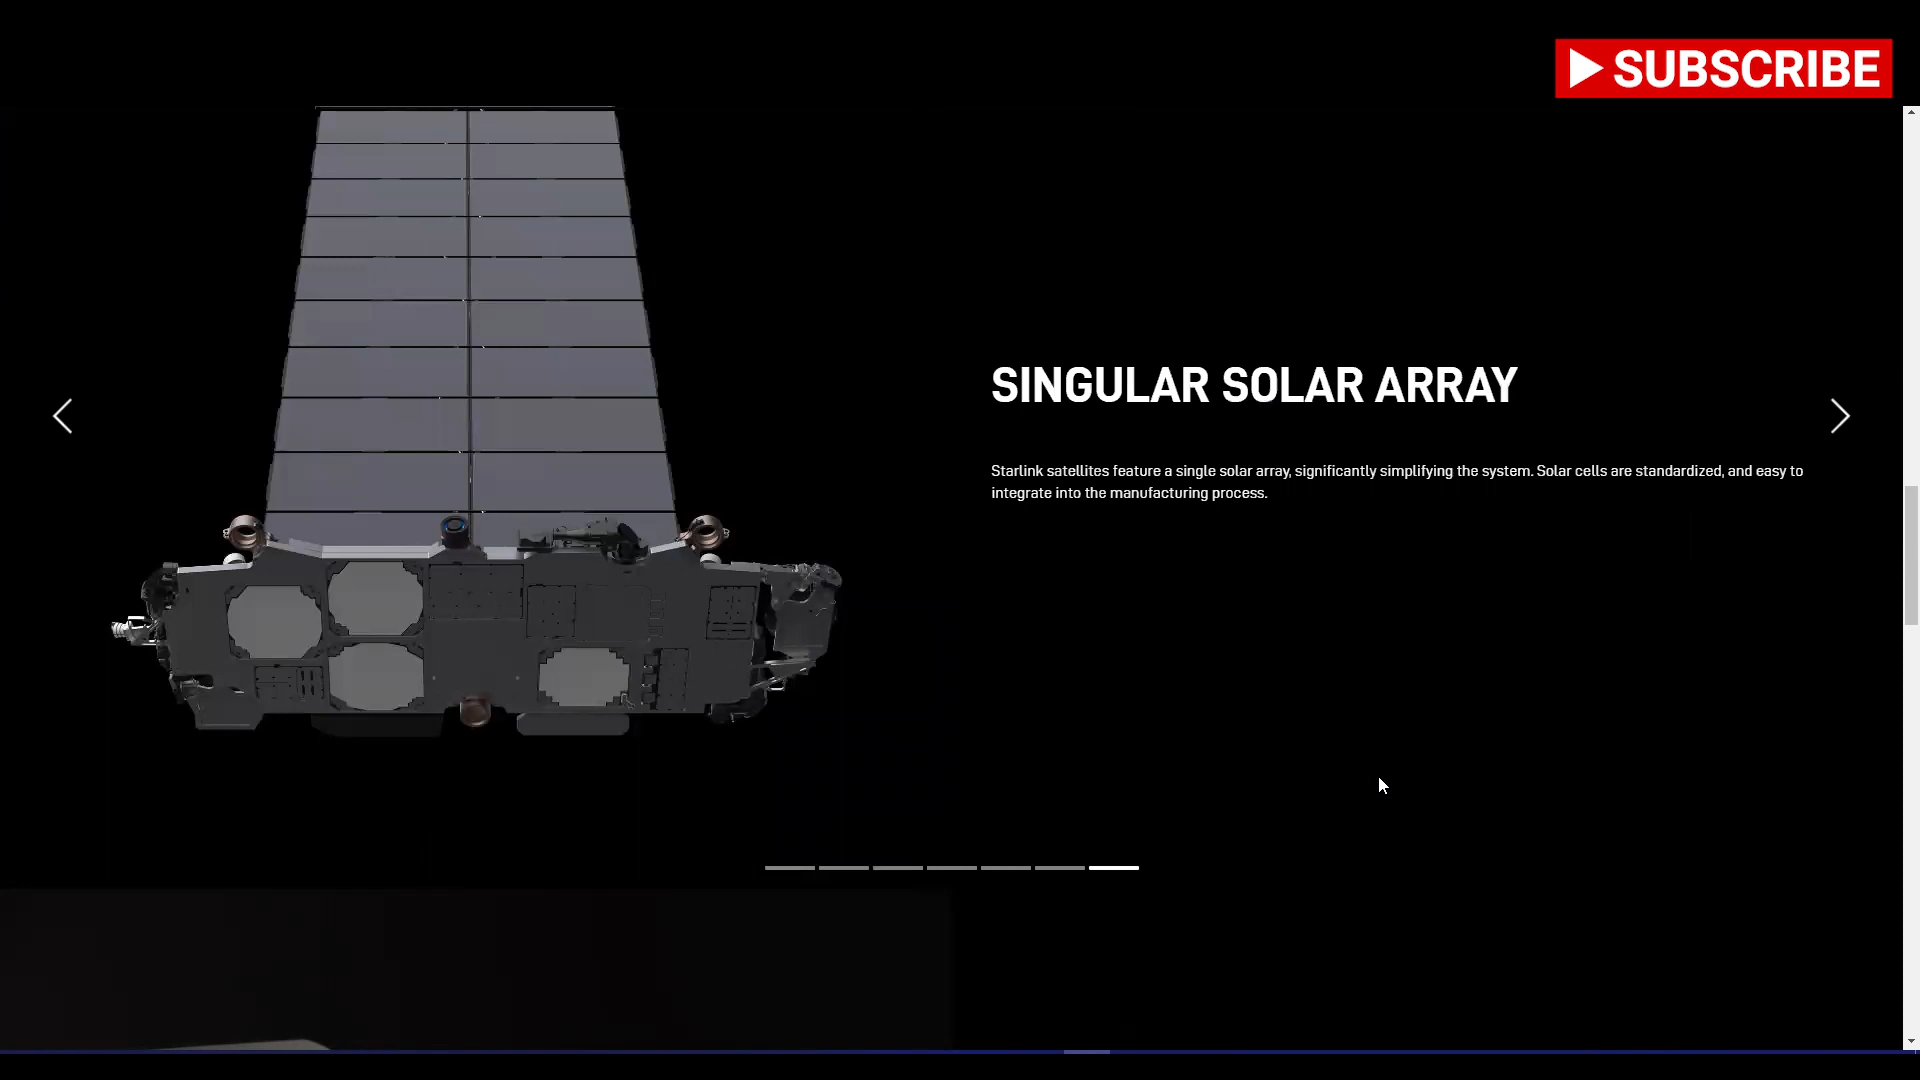 SUBSCRIBE
SINGULAR SOLAR ARRAY
Starlink satellites feature a single solar array, significantly simplifying the system. Solar cells are standardized, and easy to
integrate into the manufacturing process.